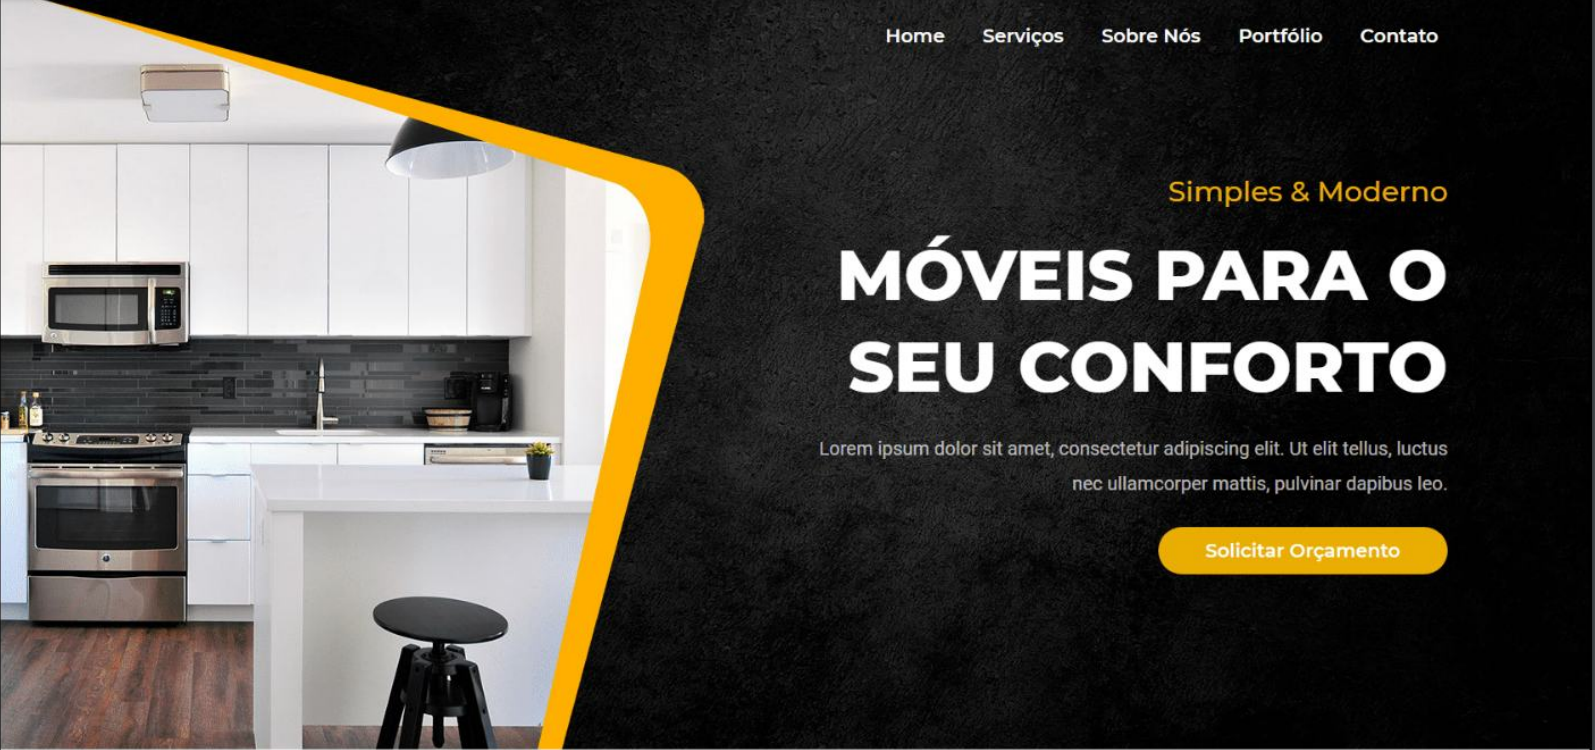 Home Serviços Sobre Nós Portfólio Contato
Simples & Moderno
MÓVEIS PARA O
SEU CONFORTO
Lorem ipsum dolor sit amet, consectetur adipiscing elit. Ut elit tellus, luctus
nec ullamcorper mattis, pulvinar dapibus leo.
Solicitar Orçamento